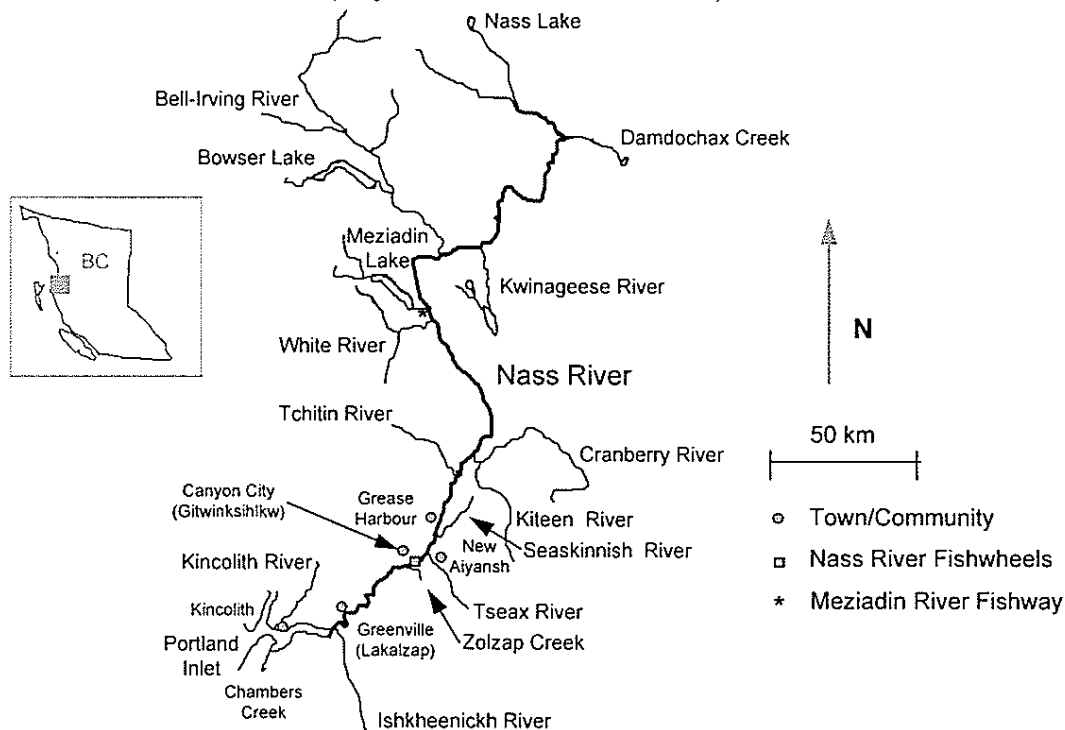 Nass Lake
Bell-Irving River
Damdochax Creek
Bowser Lake
BC
Meziadin
Lake
Kwinageese River
N
White River
Nass River
Tchitin River
50 km
Cranberry River
Canyon City
(Gitwinksihlkw)
Grease
Harbour
Kileen River
Town/Community
New
Aiyansh
Seaskinnish River
Nass River Fishwheels
Kincolith River
Tseax River
Meziadin River Fishway
Kincolith
Greenville
(Lakalzap)
Zolzap Creek
Portland
Inlet
Chambers
Creek
Ishkheenickh River